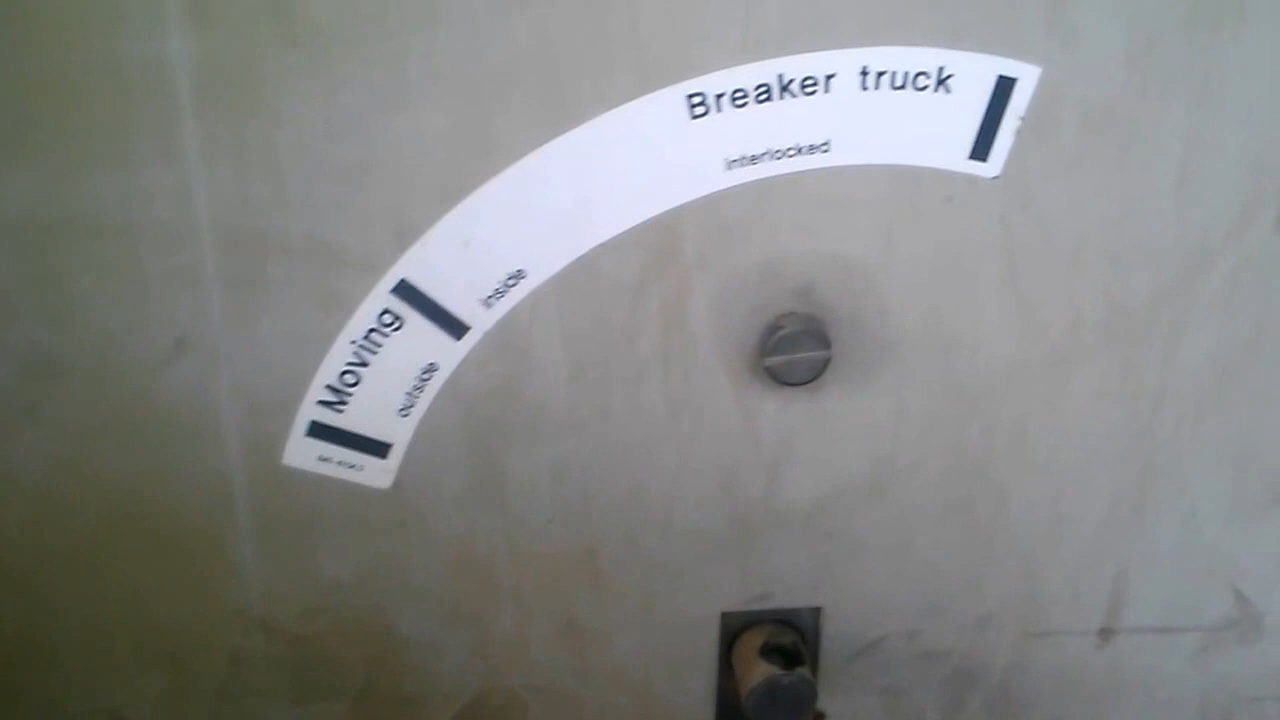 Breaker truck
interlocked
Moving
inside
outside